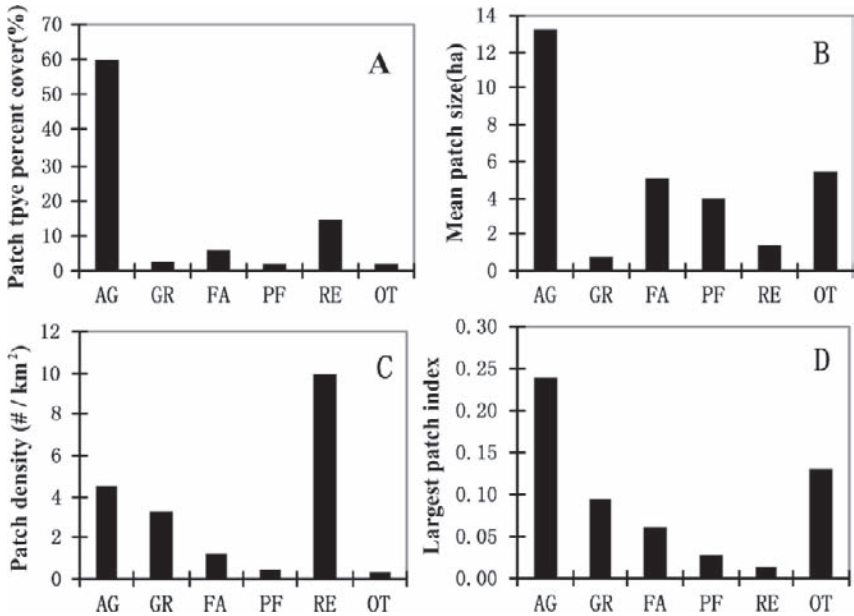 Patch tpye percent cover(%)
70
60
50
40
30
20
10
0
A
AG GR FA PF RE OT
Mean patch size(ha)
14
12
10
8
6
4
2
0
B
AG GR FA PF RE OT
Patch density (# / km²)
12
10
8
6
4
2
0
C
AG GR FA PF RE OT
Largest patch index
0.30
0.25
0.20
0.15
0.10
0.05
0.00
D
AG GR FA PF RE OT